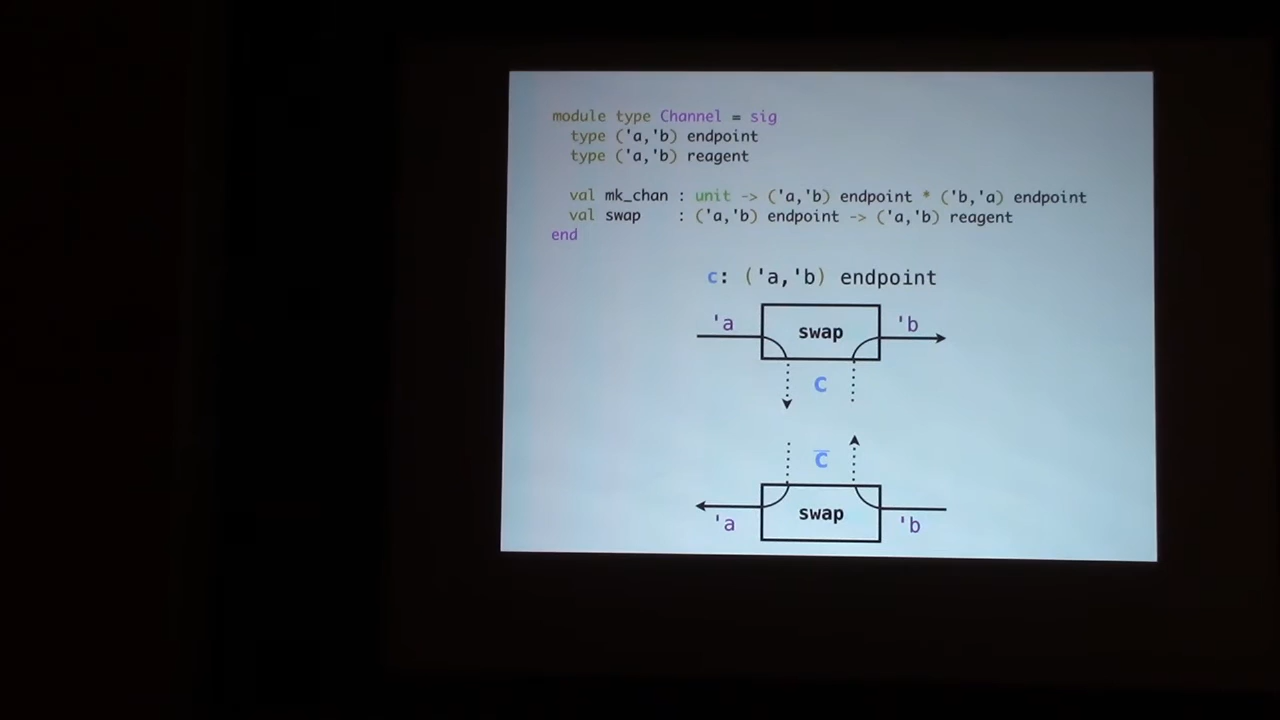 module type Channel = sig
type ('a,'b) endpoint
type ('a,'b) reagent
val mk_chan : unit -> ('a,'b) endpoint * ('b,'a) endpoint
val swap : ('a,'b) endpoint -> ('a,'b) reagent
end
c: ('a,'b) endpoint
'a swap 'b
C
C̅
'a swap 'b